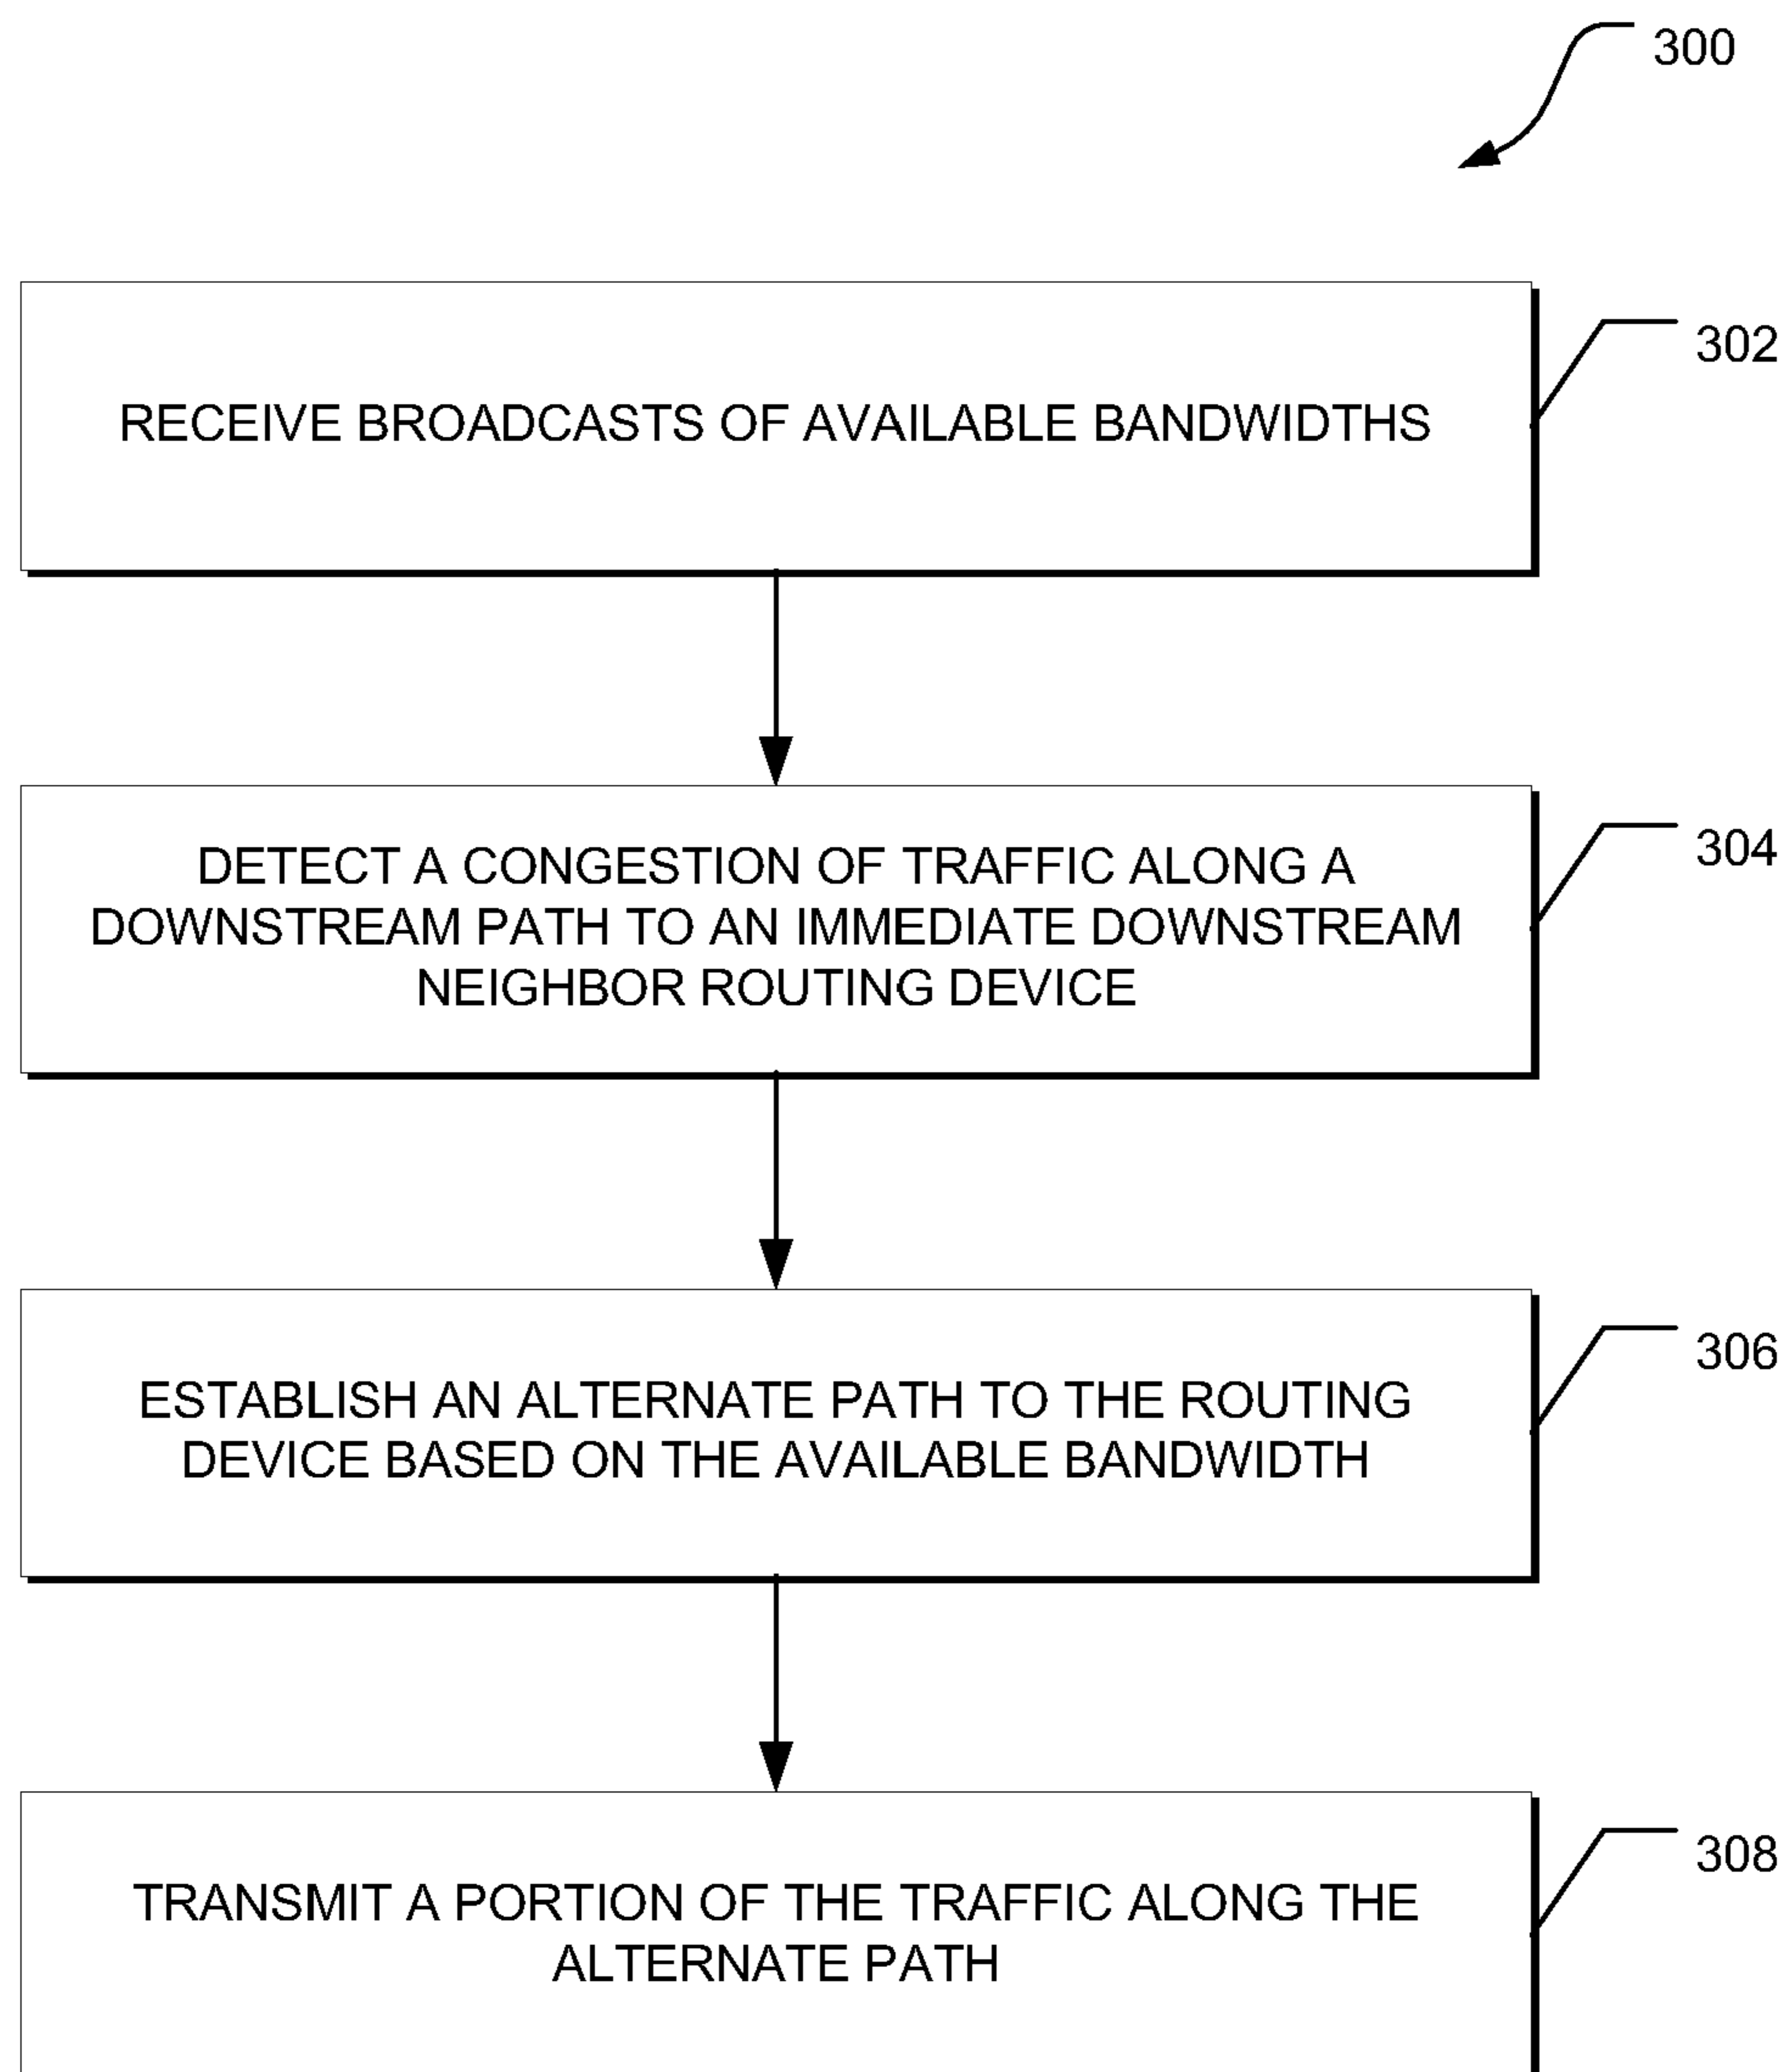 300
302
RECEIVE BROADCASTS OF AVAILABLE BANDWIDTHS
304
DETECT A CONGESTION OF TRAFFIC ALONG A
DOWNSTREAM PATH TO AN IMMEDIATE DOWNSTREAM
NEIGHBOR ROUTING DEVICE
306
ESTABLISH AN ALTERNATE PATH TO THE ROUTING
DEVICE BASED ON THE AVAILABLE BANDWIDTH
308
TRANSMIT A PORTION OF THE TRAFFIC ALONG THE
ALTERNATE PATH